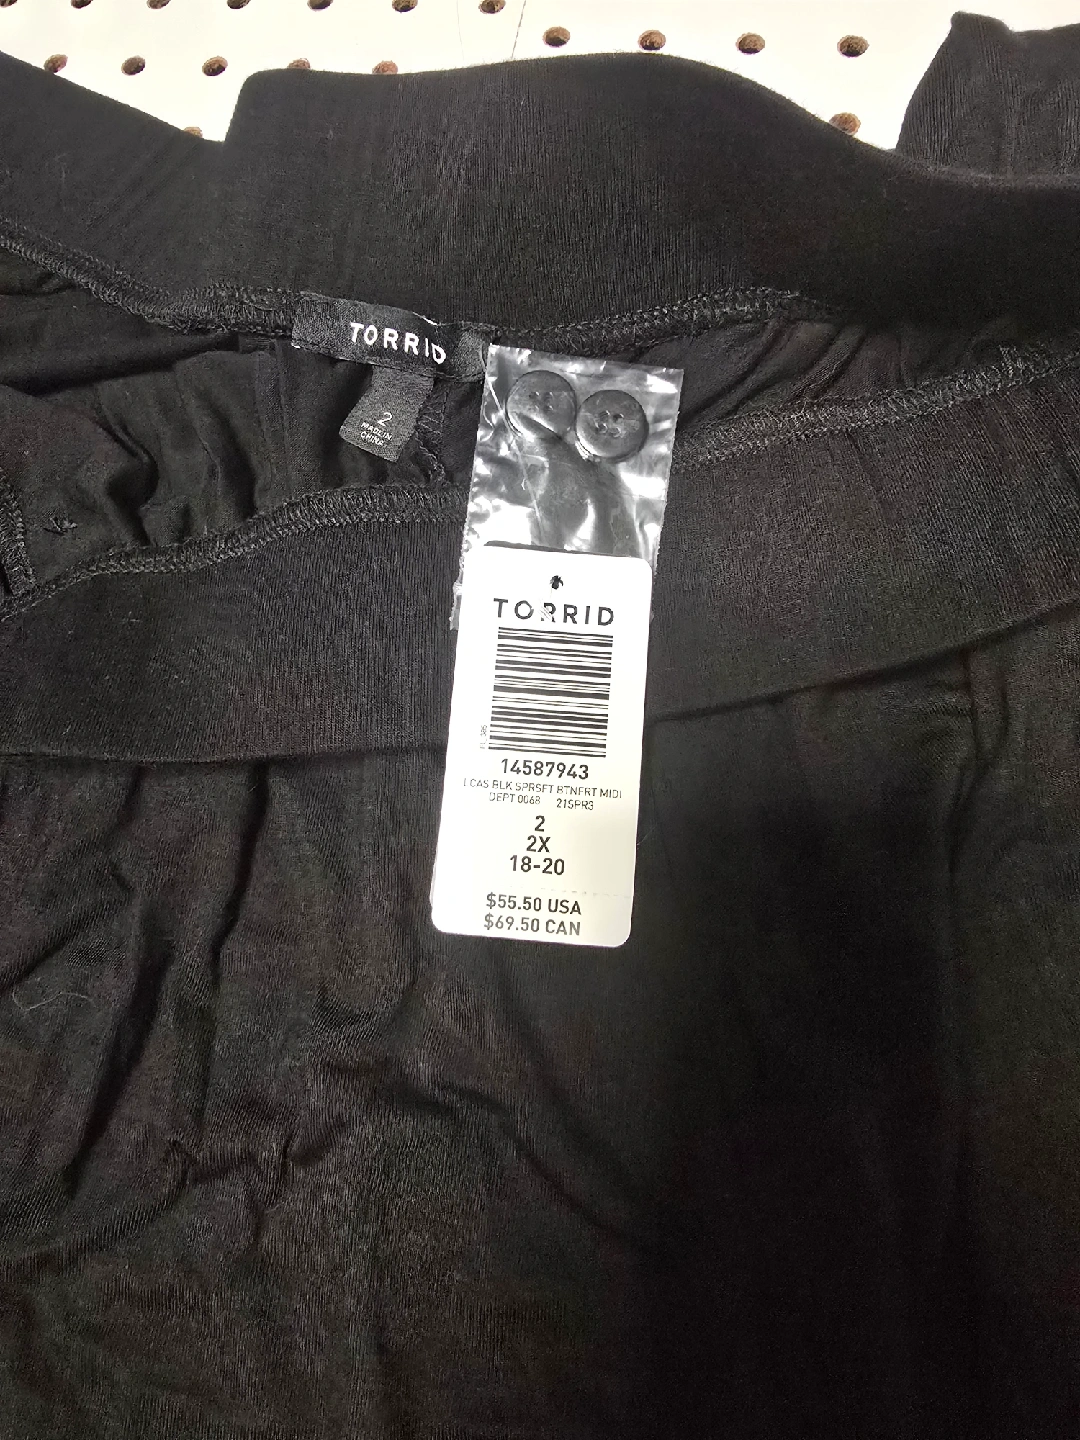 TORRID
2
MADE IN
CHINA
TORRID
14587943
CAS BLK SPRSFT BTNFRT MIDI
DEPT 0068 21SPR3
2
2X
18-20
$55.50 USA
$69.50 CAN